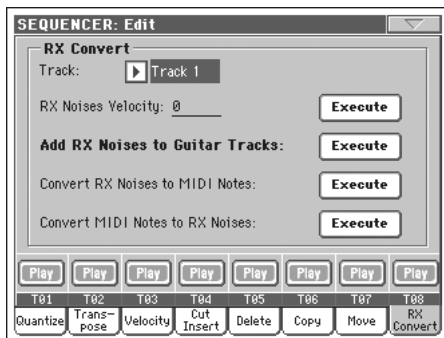 SEQUENCER: Edit
RX Convert
Track: Track 1
RX Noises Velocity: 0 Execute
Add RX Noises to Guitar Tracks: Execute
Convert RX Noises to MIDI Notes: Execute
Convert MIDI Notes to RX Noises: Execute
Play Play Play Play Play Play Play Play
T01 T02 T03 T04 T05 T06 T07 T08
Quantize Trans- Velocity Cut Delete Copy Move RX
pose Insert Convert